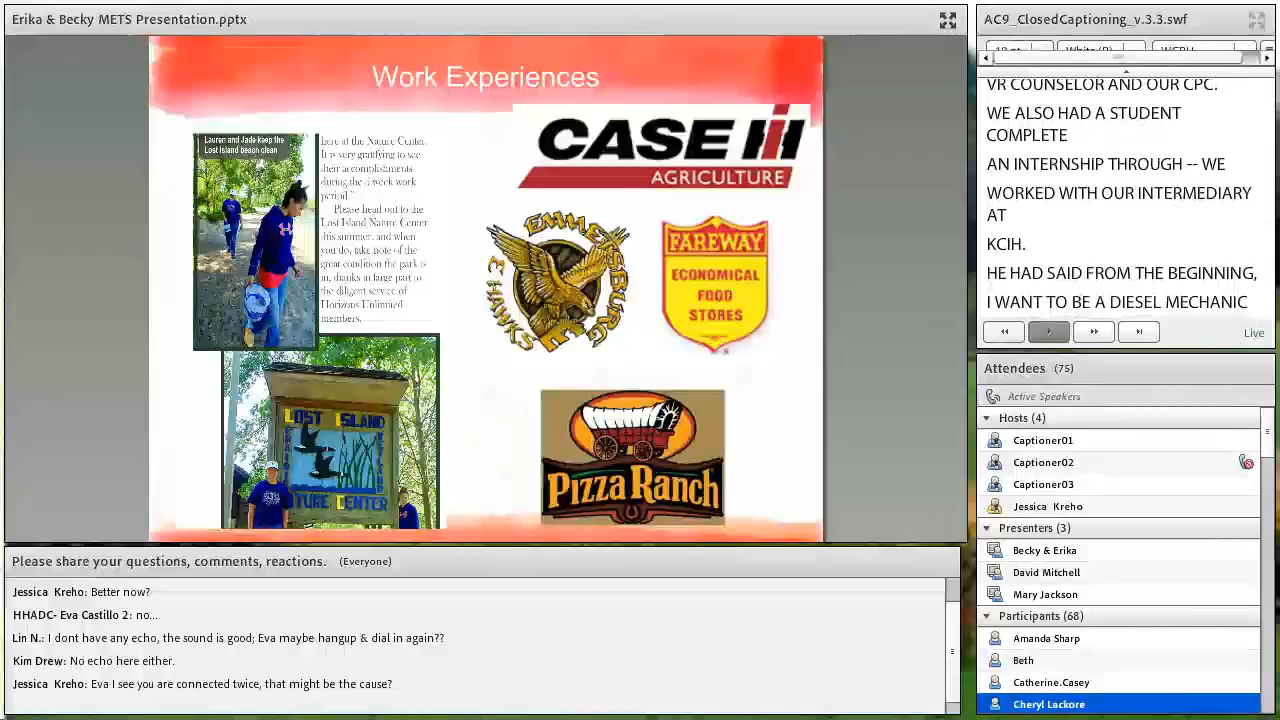 Erika & Becky METS Presentation.pptx
Work Experiences
Lauren and Jade keep the
Lost Island beach clean
here at the Nature Center.
It is very gratifying to see
their accomplishments
during the 4 week work
period."
Please head out to the
Lost Island Nature Center
this summer, and when
you do, take note of the
great condition the park is
in, thanks in large part to
the diligent service of
Horizons Unlimited
members.
LOST ISLAND
NATURE CENTER
CASE IH
AGRICULTURE
EMMETSBURG
E HAWKS
FAREWAY
ECONOMICAL
FOOD
STORES
Pizza Ranch
Please share your questions, comments, reactions. (Everyone)
Jessica Kreho: Better now?
HHADC- Eva Castillo 2: no...
Lin N.: I dont have any echo, the sound is good; Eva maybe hangup & dial in again??
Kim Drew: No echo here either.
Jessica Kreho: Eva I see you are connected twice, that might be the cause?
AC9_ClosedCaptioning_v.3.3.swf
VR COUNSELOR AND OUR CPC.
WE ALSO HAD A STUDENT
COMPLETE
AN INTERNSHIP THROUGH -- WE
WORKED WITH OUR INTERMEDIARY
AT
KCIH.
HE HAD SAID FROM THE BEGINNING,
I WANT TO BE A DIESEL MECHANIC
Live
Attendees (75)
Active Speakers
Hosts (4)
Captioner01
Captioner02
Captioner03
Jessica Kreho
Presenters (3)
Becky & Erika
David Mitchell
Mary Jackson
Participants (68)
Amanda Sharp
Beth
Catherine.Casey
Cheryl Lackore